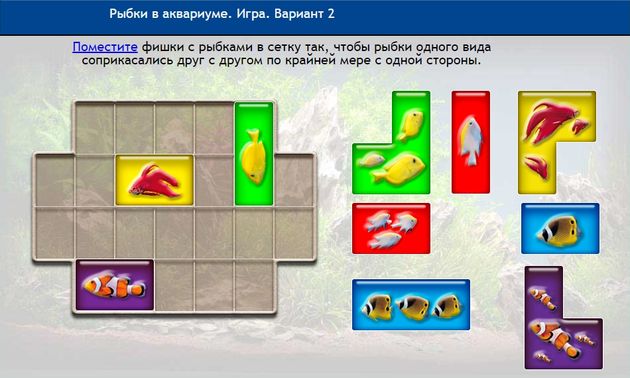 Рыбки в аквариуме. Игра. Вариант 2
Поместите фишки с рыбками в сетку так, чтобы рыбки одного вида
соприкасались друг с другом по крайней мере с одной стороны.